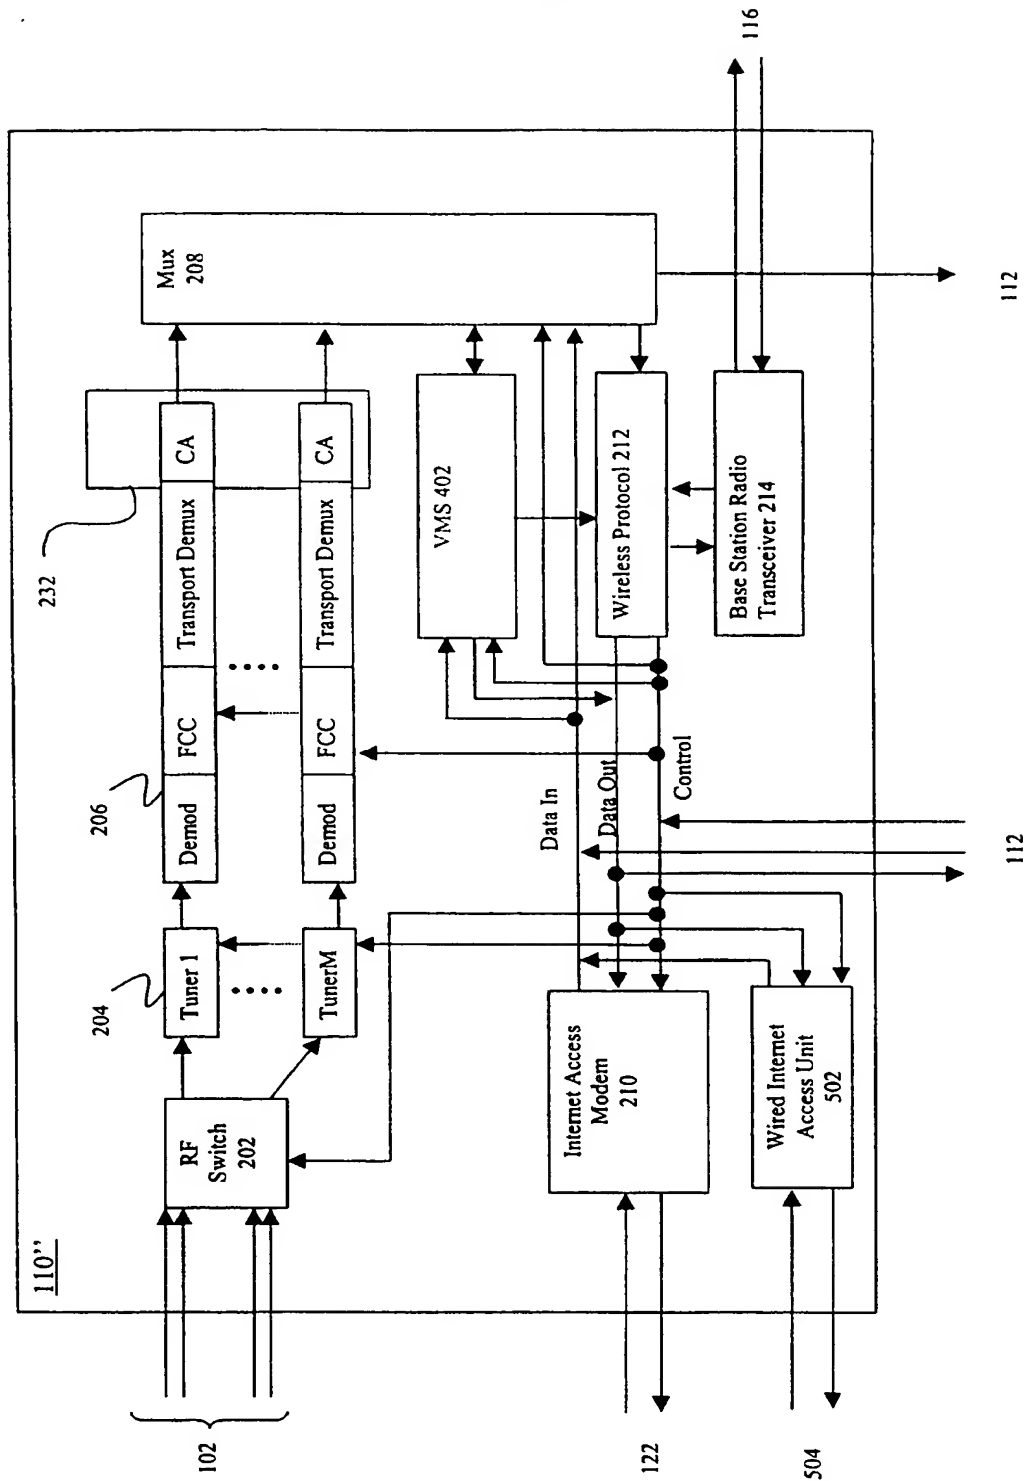 110’’
102
RF
Switch
202
204
Tuner 1
TunerM
206
Demod
FCC
Transport Demux
CA
Demod
FCC
Transport Demux
CA
232
Mux
208
VMS 402
Wireless Protocol 212
Base Station Radio
Transceiver 214
Data In
Data Out
Control
Internet Access
Modem
210
Wired Internet
Access Unit
502
122
504
112
112
116